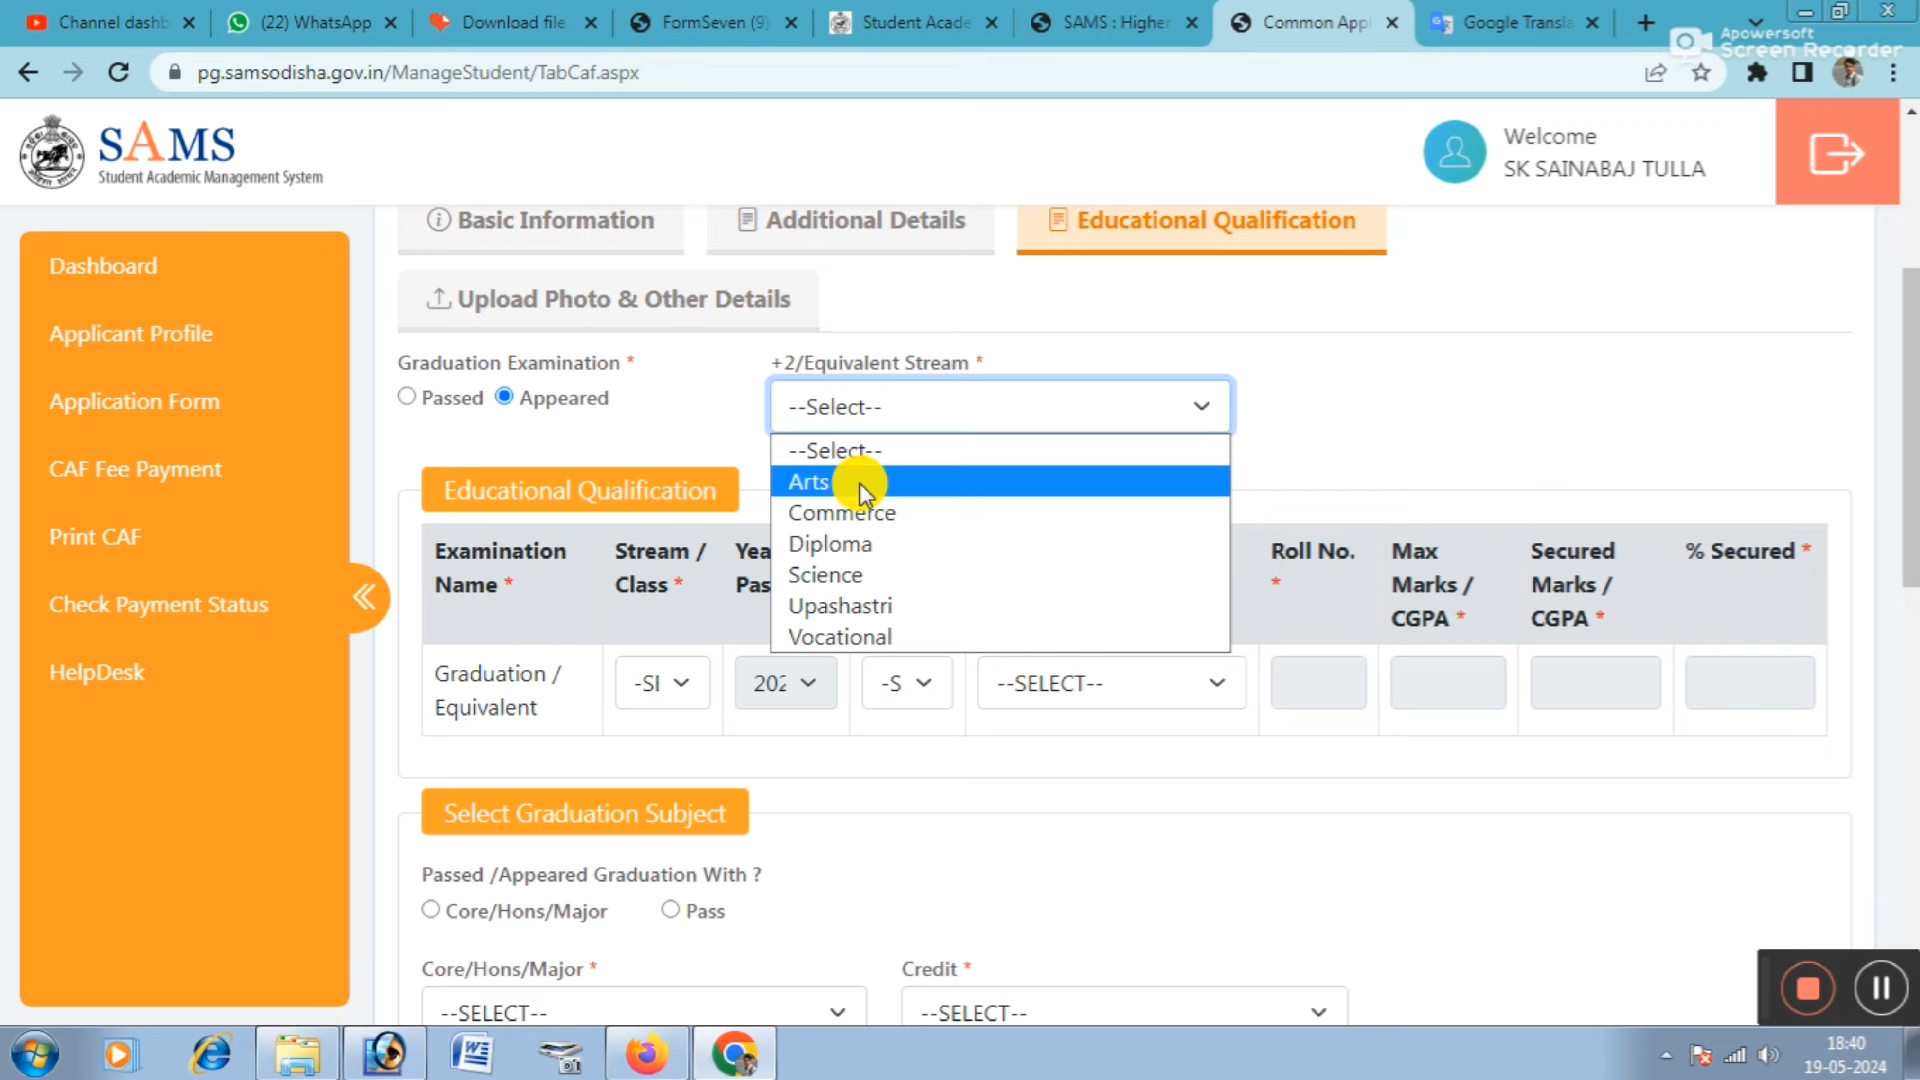 Channel dashb
(22) WhatsApp
Download file
FormSeven (9)
Student Acade
SAMS : Higher
Common Appl
Google Transla
Apowersoft
Screen Recorder
pg.samsodisha.gov.in/ManageStudent/TabCaf.aspx
SAMS
Student Academic Management System
Welcome
SK SAINABAJ TULLA
Dashboard
Applicant Profile
Application Form
CAF Fee Payment
Print CAF
Check Payment Status
HelpDesk
Basic Information
Additional Details
Educational Qualification
Upload Photo & Other Details
Graduation Examination *
Passed Appeared
+2/Equivalent Stream *
--Select--
--Select--
Arts
Commerce
Diploma
Science
Upashastri
Vocational
Educational Qualification
Examination
Name *
Stream /
Class *
Yea
Pas
Roll No.
*
Max
Marks /
CGPA *
Secured
Marks /
CGPA *
% Secured *
Graduation /
Equivalent
-SI
202
-S
--SELECT--
Select Graduation Subject
Passed /Appeared Graduation With ?
Core/Hons/Major Pass
Core/Hons/Major *
--SELECT--
Credit *
--SELECT--
18:40
19-05-2024